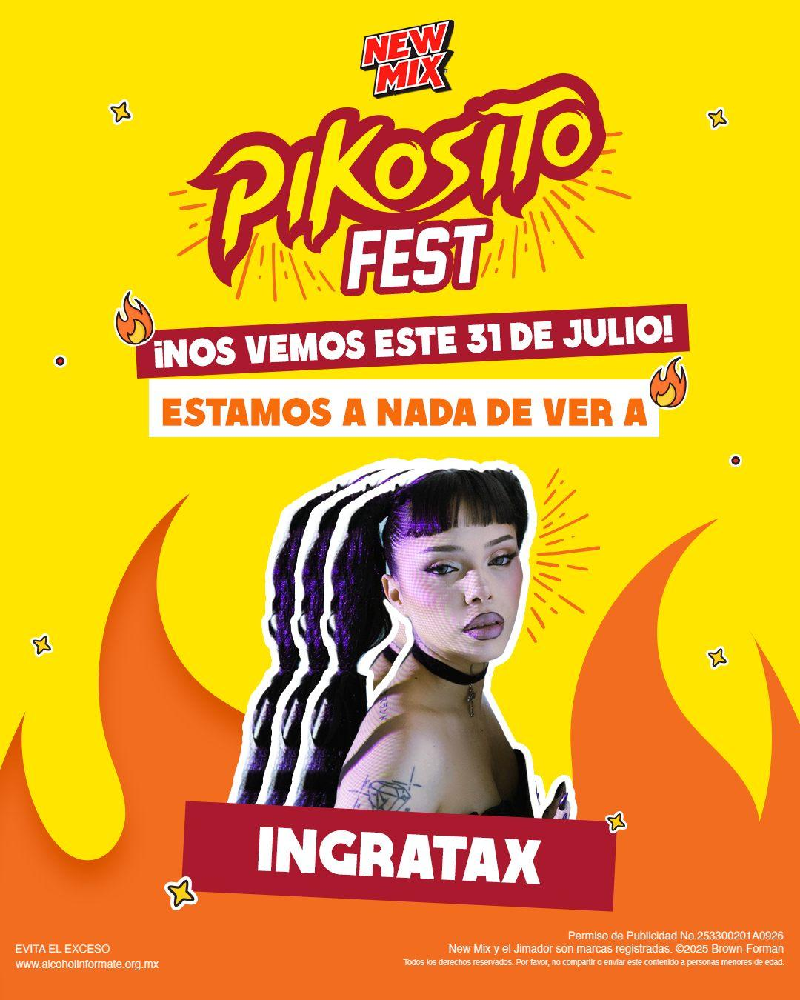 NEW
MIX
PIKOSITO
FEST
¡NOS VEMOS ESTE 31 DE JULIO!
ESTAMOS A NADA DE VER A
INGRATAX
EVITA EL EXCESO
www.alcoholinformate.org.mx
Permiso de Publicidad No.253300201A0926
New Mix y el Jimador son marcas registradas. ©2025 Brown-Forman
Todos los derechos reservados. Por favor, no compartir o enviar este contenido a personas menores de edad.